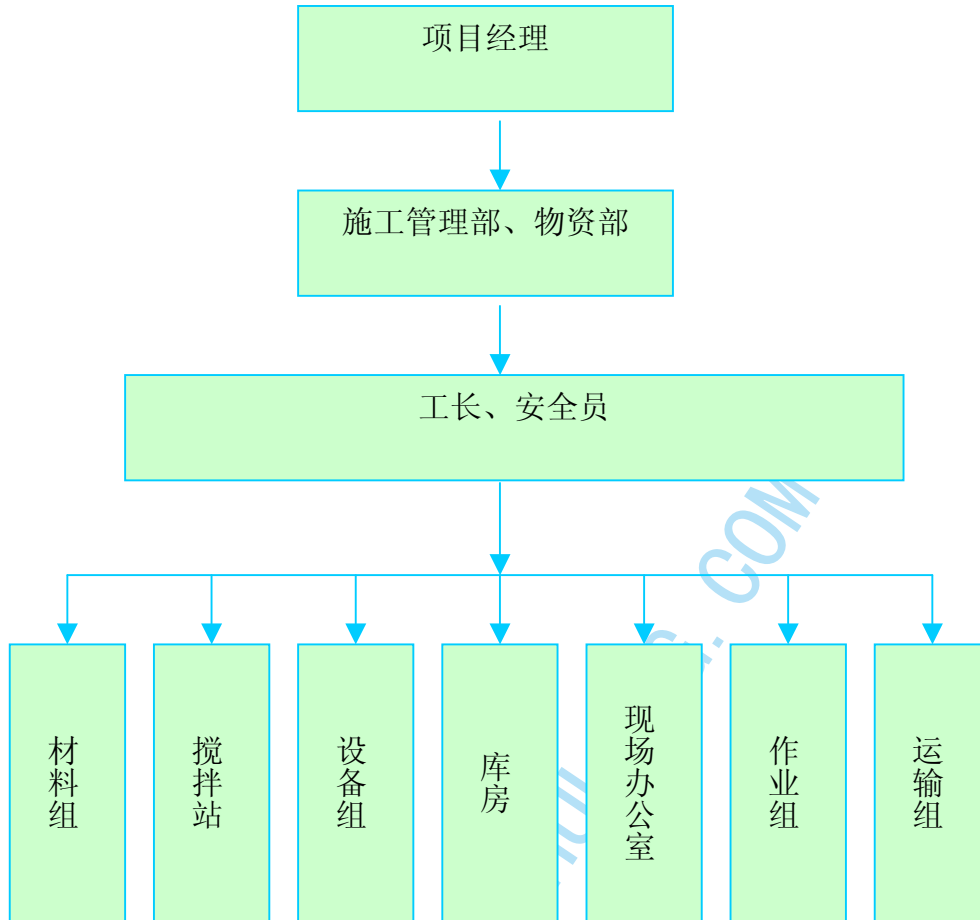 项目经理
施工管理部、物资部
工长、安全员
材料组
搅拌站
设备组
库房
现场办公室
作业组
运输组
. COM